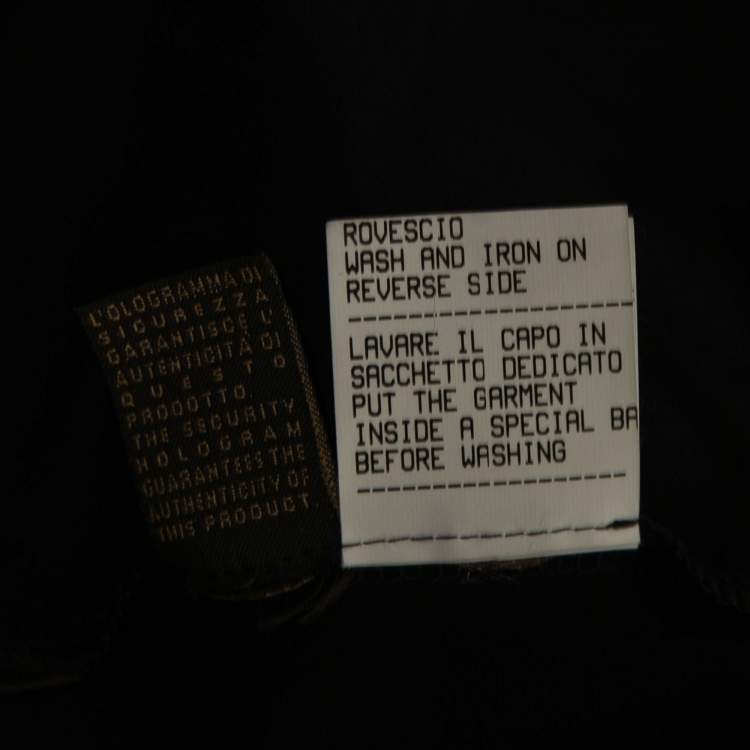 L'OLOGRAMMA DI
SICUREZZA
GARANTISCE L'
AUTENTICITÀ DI
QUESTO
PRODOTTO.
THE SECURITY
HOLOGRAM
GUARANTEES THE
AUTHENTICITY OF
THIS PRODUCT.
ROVESCIO
WASH AND IRON ON
REVERSE SIDE
LAVARE IL CAPO IN
SACCHETTO DEDICATO
PUT THE GARMENT
INSIDE A SPECIAL BA
BEFORE WASHING